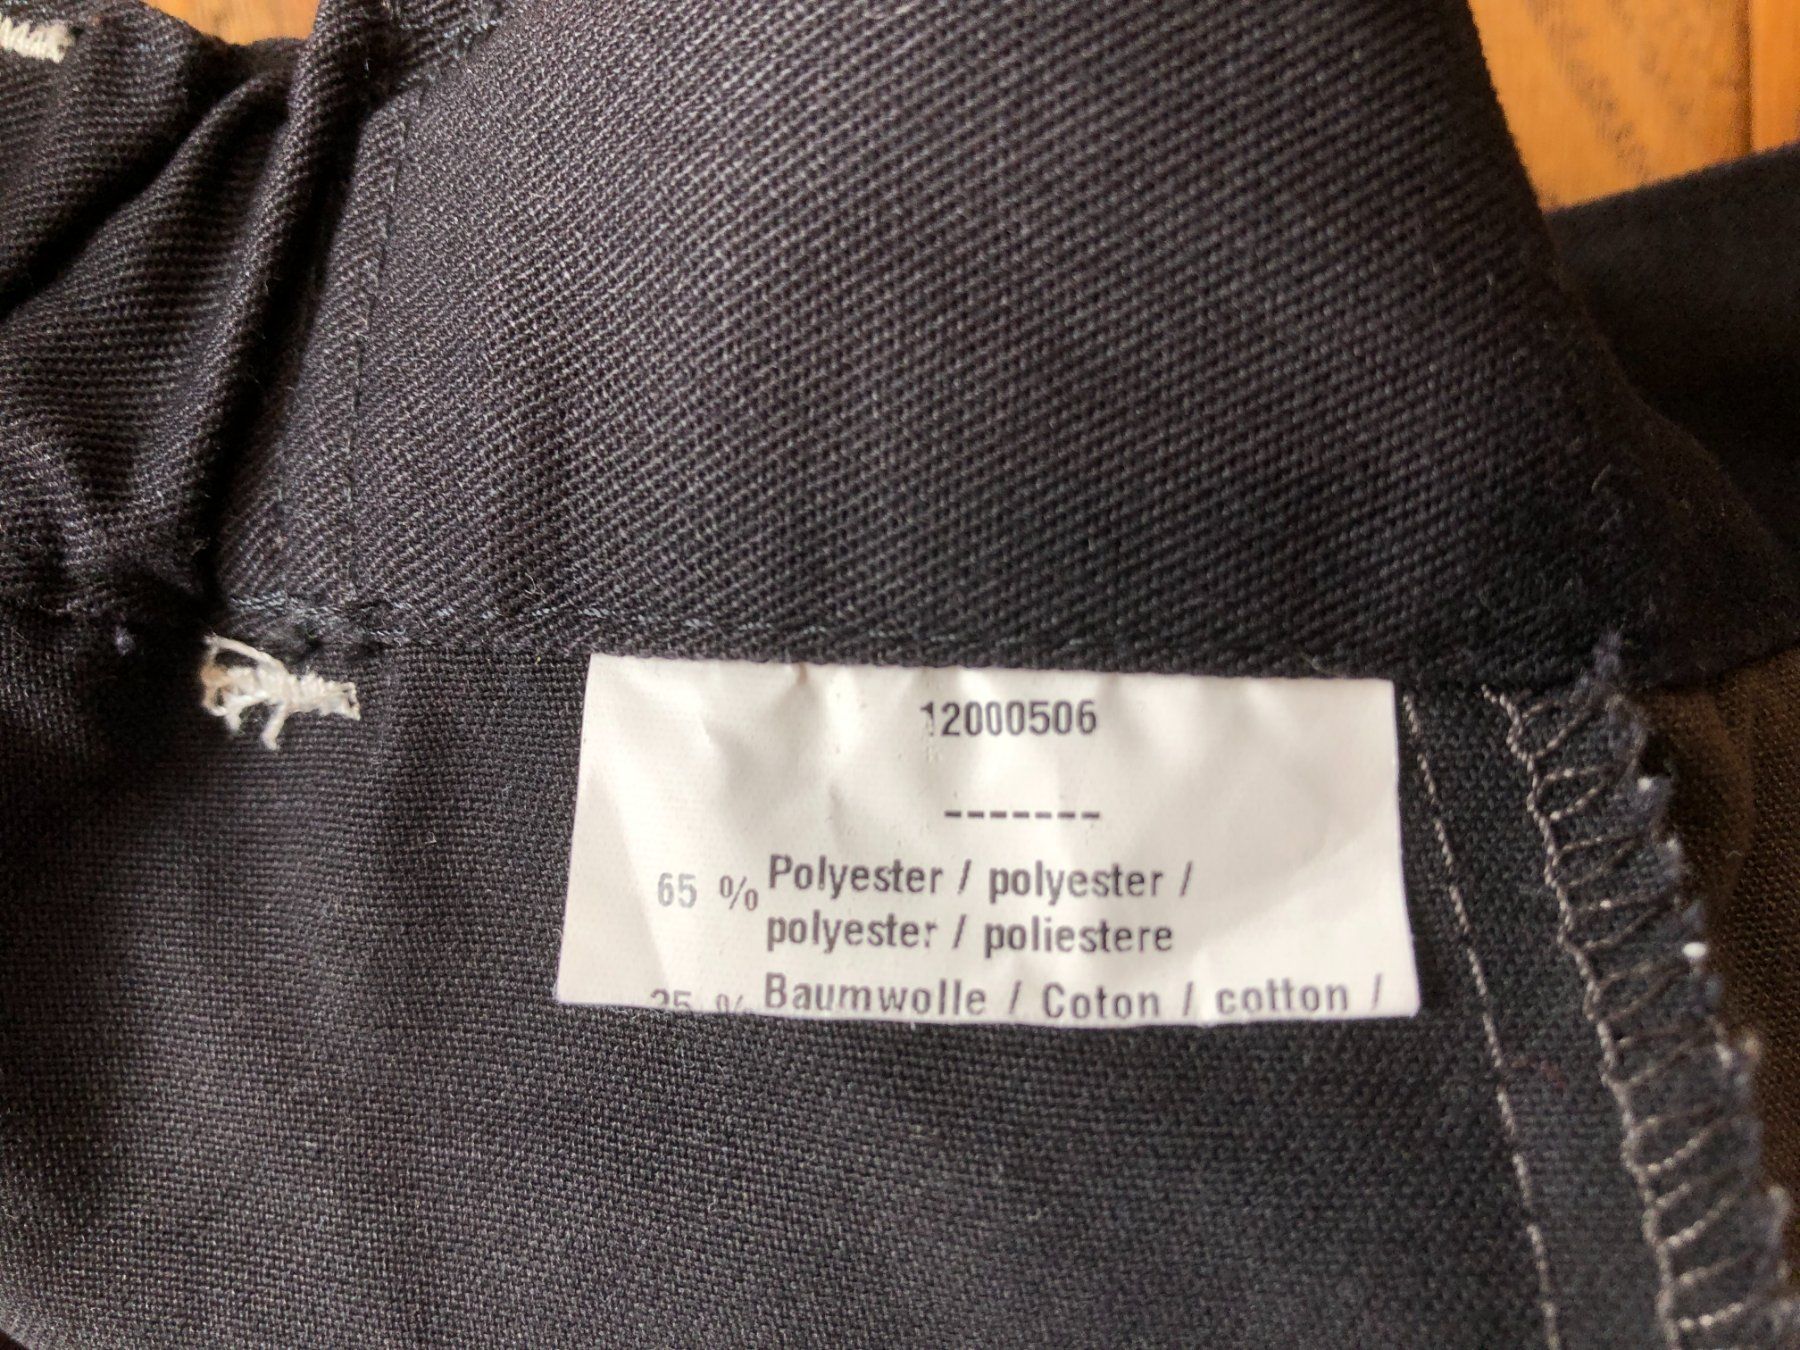 12000506
-------
65 % Polyester / polyester /
polyester / poliestere
% Baumwolle / Coton / cotton /